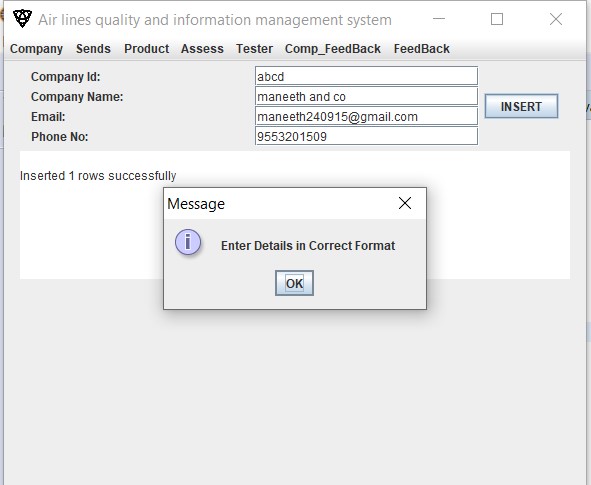 Air lines quality and information management system
Company Sends Product Assess Tester Comp_FeedBack FeedBack
Company Id: abcd
Company Name: maneeth and co
INSERT
Email: maneeth240915@gmail.com
Phone No: 9553201509
Inserted 1 rows successfully
Message
Enter Details in Correct Format
OK